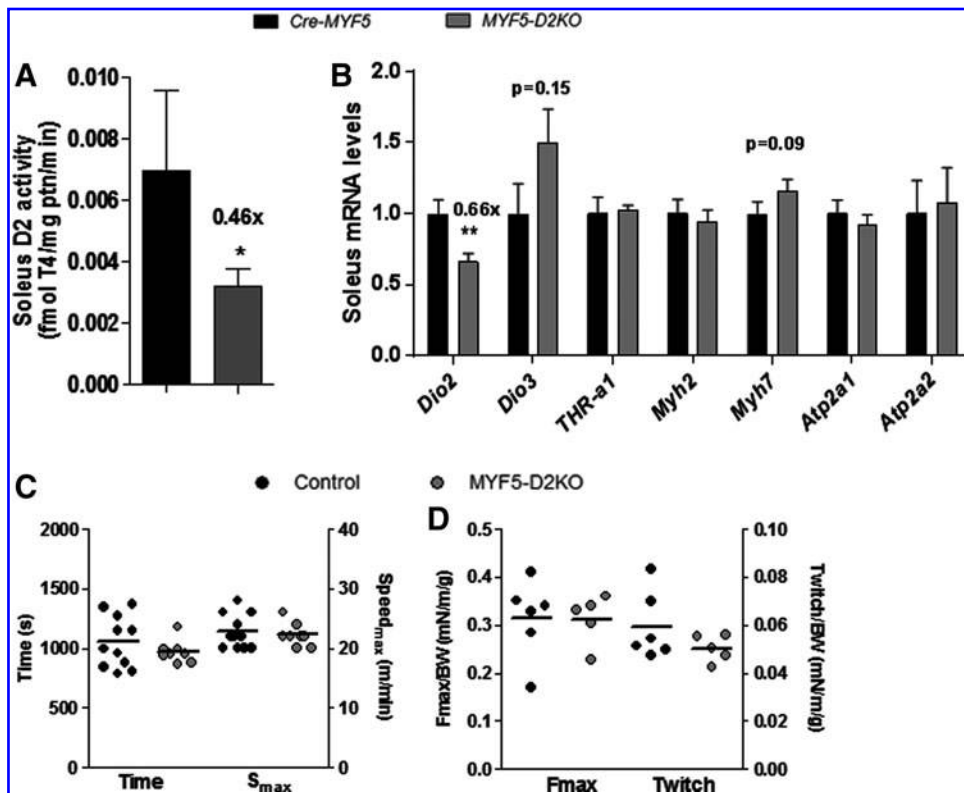 Cre-MYF5 MYF5-D2KO
A
Soleus D2 activity
(fmol T4/mg ptn/min)
0.010
0.008
0.006
0.004
0.002
0.000
0.46x
*
B
Soleus mRNA levels
2.0
1.5
1.0
0.5
0.0
0.66x
**
p=0.15
p=0.09
Dio2 Dio3 THR-a1 Myh2 Myh7 Atp2a1 Atp2a2
Control MYF5-D2KO
C
Time (s)
2000
1500
1000
500
0
40
30
20
10
0
Speedmax (m/min)
Time Smax
D
Fmax/BW (mN/m/g)
0.5
0.4
0.3
0.2
0.1
0.0
0.10
0.08
0.06
0.04
0.02
0.00
Twitch/BW (mN/m/g)
Fmax Twitch